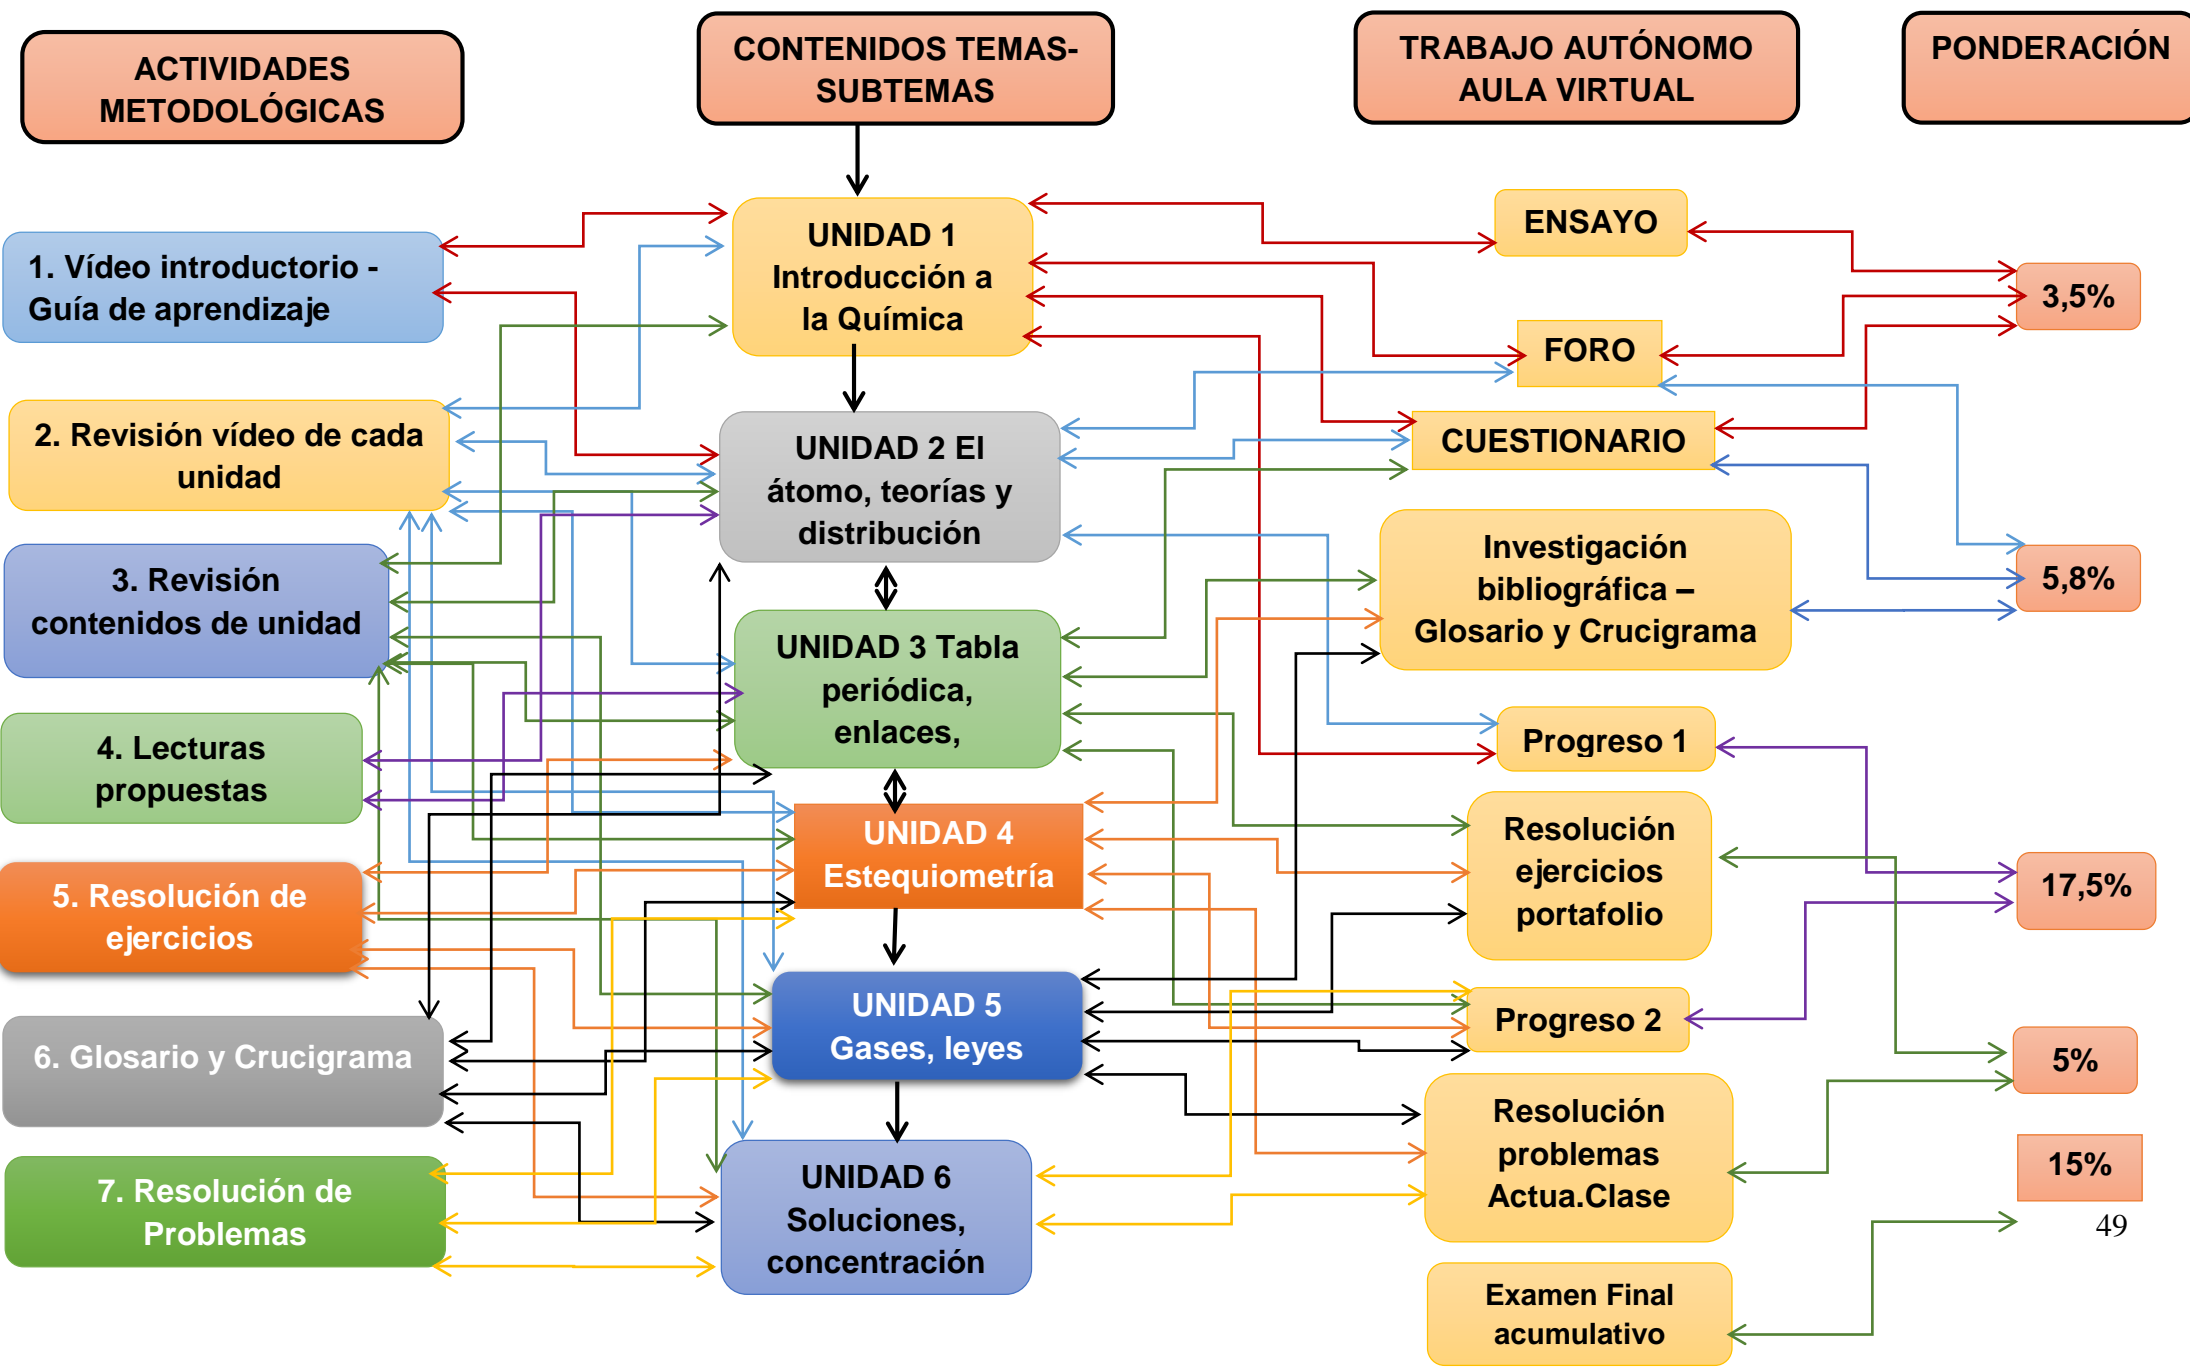 ACTIVIDADES
METODOLÓGICAS
CONTENIDOS TEMAS-
SUBTEMAS
TRABAJO AUTÓNOMO
AULA VIRTUAL
PONDERACIÓN
1. Vídeo introductorio -
Guía de aprendizaje
2. Revisión vídeo de cada
unidad
3. Revisión
contenidos de unidad
4. Lecturas
propuestas
5. Resolución de
ejercicios
6. Glosario y Crucigrama
7. Resolución de
Problemas
UNIDAD 1
Introducción a
la Química
UNIDAD 2 El
átomo, teorías y
distribución
UNIDAD 3 Tabla
periódica,
enlaces,
UNIDAD 4
Estequiometría
UNIDAD 5
Gases, leyes
UNIDAD 6
Soluciones,
concentración
ENSAYO
FORO
CUESTIONARIO
Investigación
bibliográfica –
Glosario y Crucigrama
Progreso 1
Resolución
ejercicios
portafolio
Progreso 2
Resolución
problemas
Actua.Clase
Examen Final
acumulativo
3,5%
5,8%
17,5%
5%
15%
49